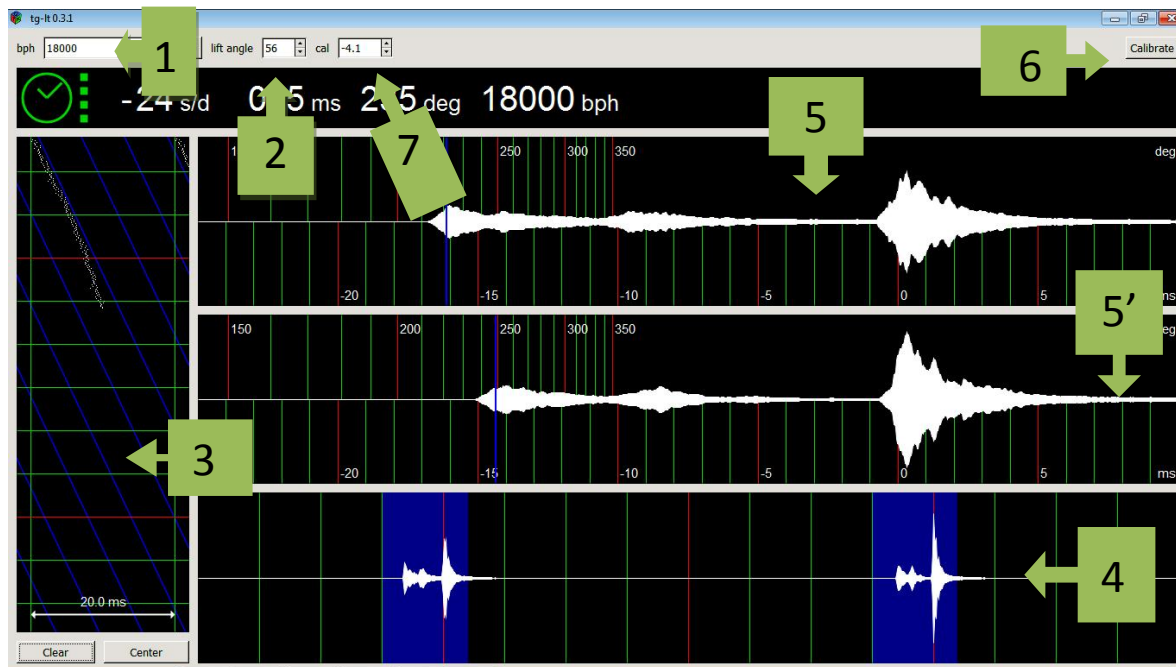 tg-lt 0.3.1
bph 18000 1 lift angle 56 cal -4.1 6 Calibrate
-24 s/d ms deg 18000 bph
2 7 5
250 300 350 deg
-20 -15 -10 -5 0 5 ms
5’
150 200 250 300 350
3
-20 -15 -10 -5 0 5 ms
4
20.0 ms
Clear Center